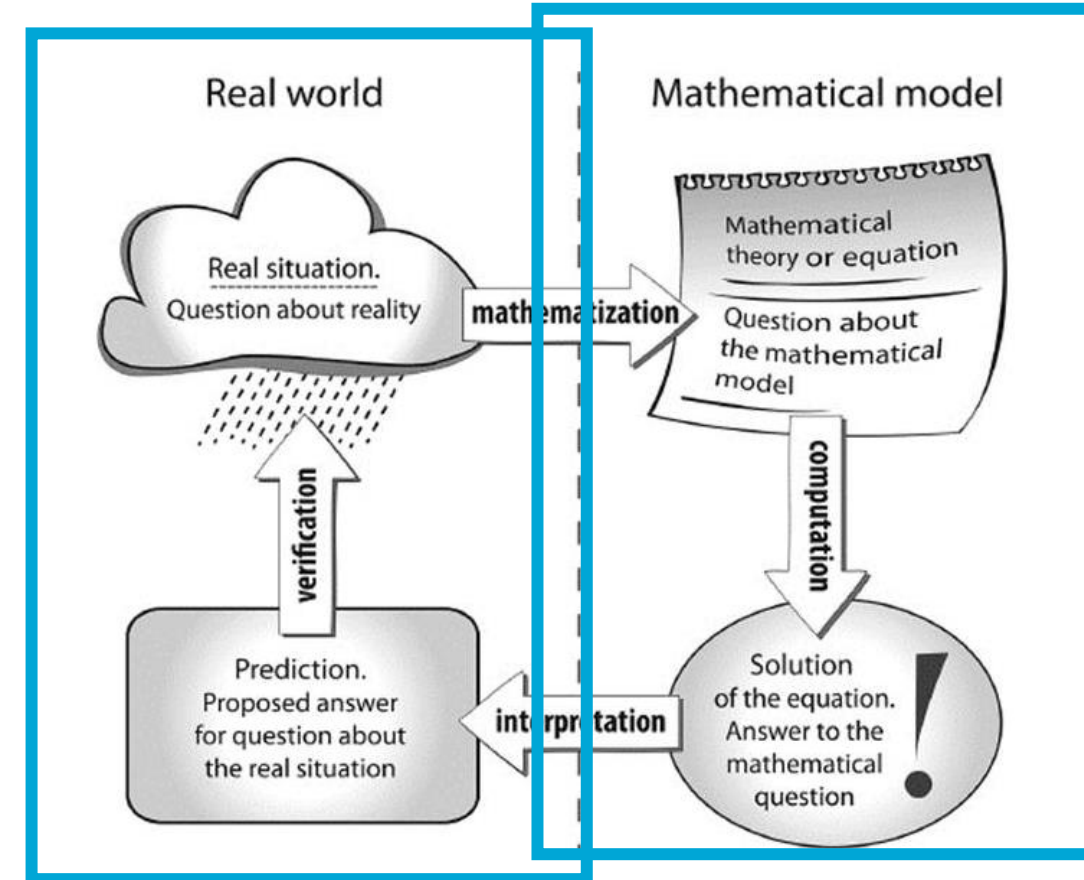 Real world
Mathematical model
Real situation.
Question about reality
mathematization
Mathematical
theory or equation
Question about
the mathematical
model
computation
verification
Prediction.
Proposed answer
for question about
the real situation
interpretation
Solution
of the equation.
Answer to the
mathematical
question
!